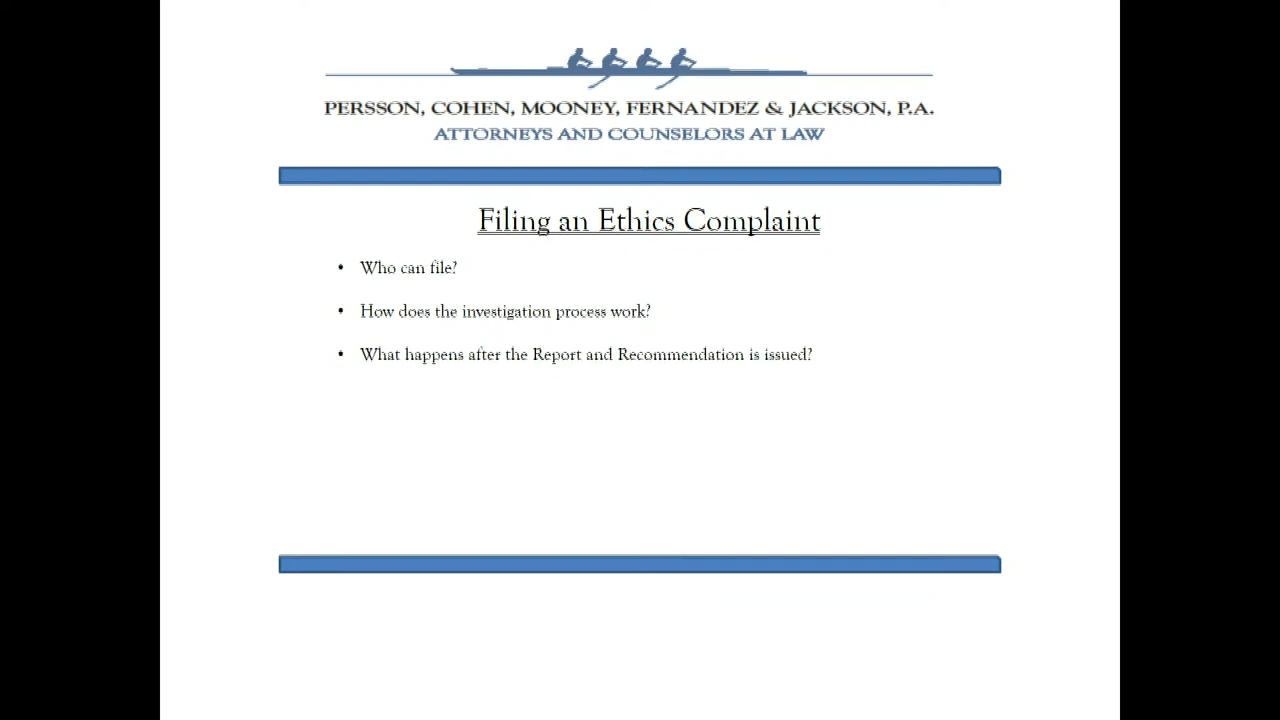 PERSSON, COHEN, MOONEY, FERNANDEZ & JACKSON, P.A.
ATTORNEYS AND COUNSELORS AT LAW
Filing an Ethics Complaint
• Who can file?
• How does the investigation process work?
• What happens after the Report and Recommendation is issued?